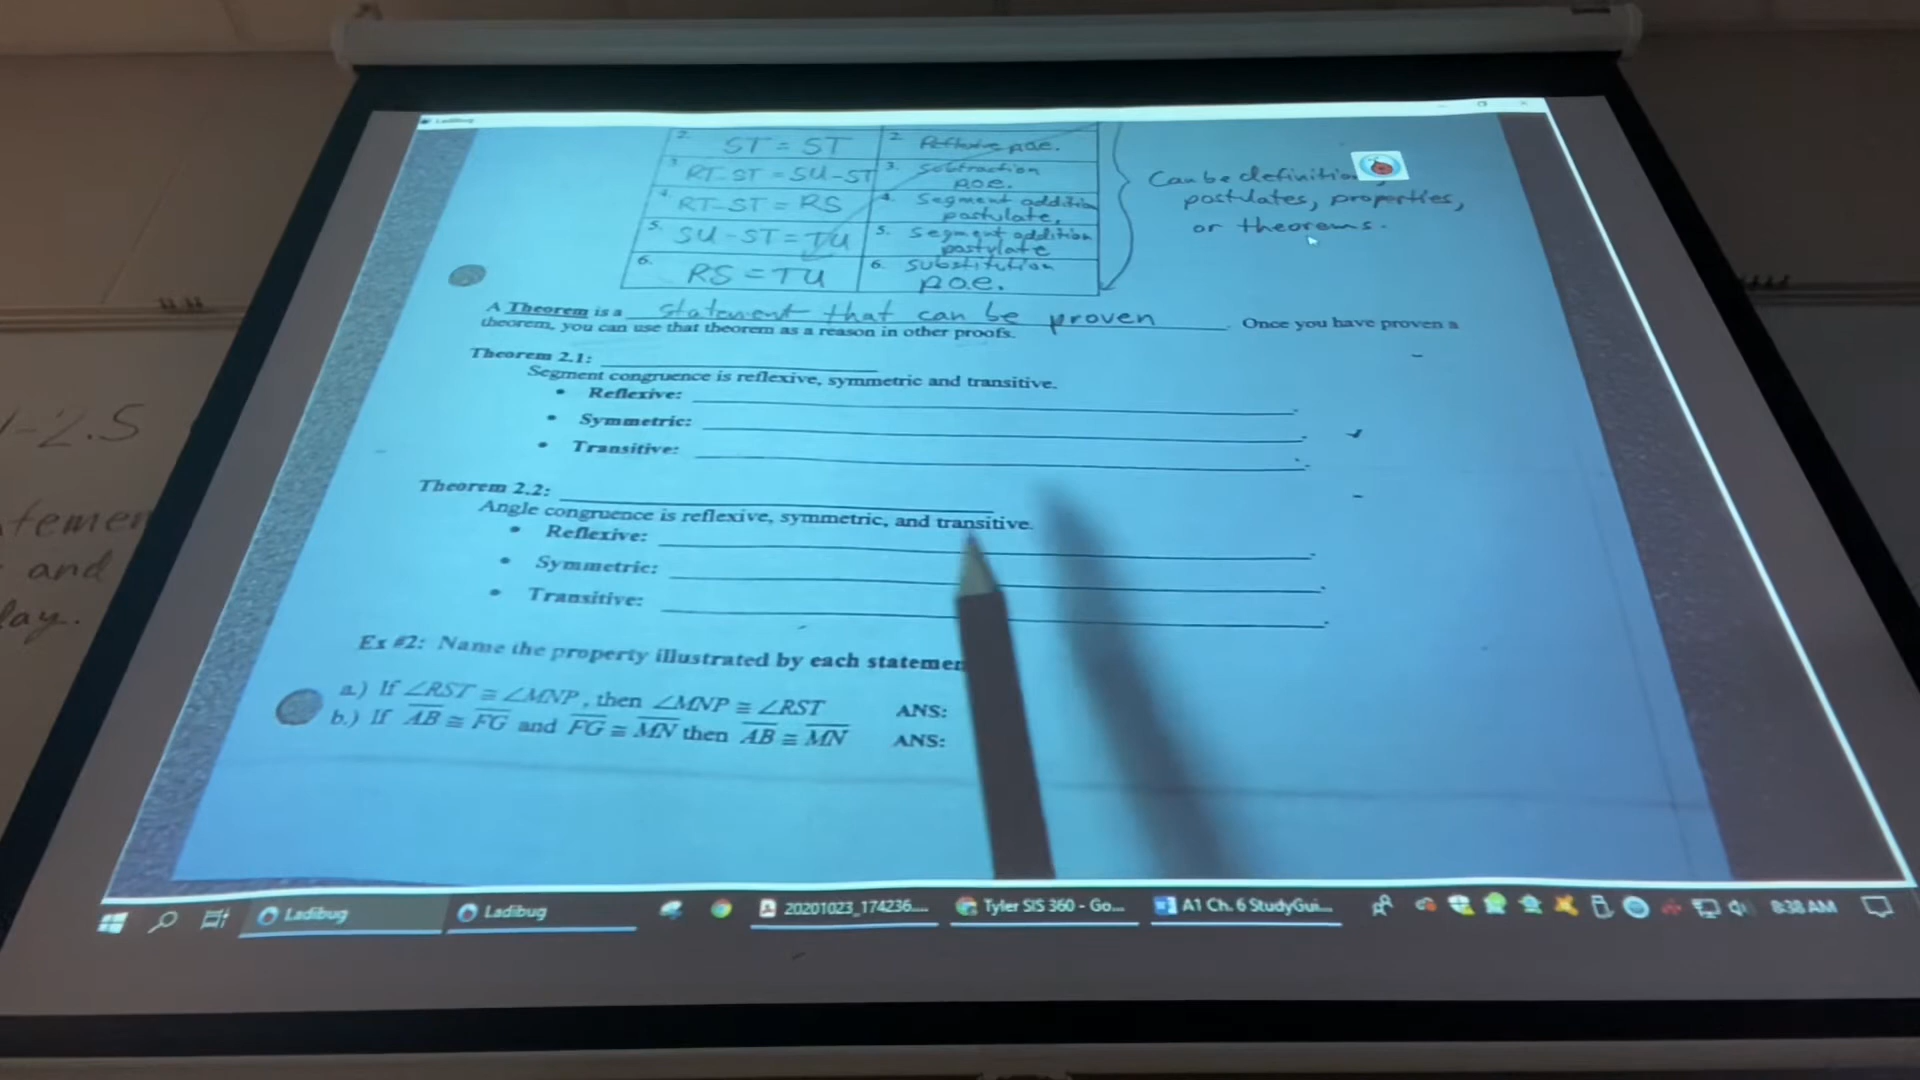 Ladibug
2. ST = ST 2. Reflexive p.o.e.
3. RT-ST = SU-ST 3. Subtraction
p.o.e.
4. RT-ST = RS 4. Segment addition
postulate.
5. SU-ST = TU 5. Segment addition
postulate
6. RS = TU 6. substitution
p.o.e.
Can be definition
postulates, properties,
or theorems.
A Theorem is a statement that can be proven. Once you have proven a
theorem, you can use that theorem as a reason in other proofs.
Theorem 2.1:
Segment congruence is reflexive, symmetric and transitive.
• Reflexive:
• Symmetric:
• Transitive:
Theorem 2.2:
Angle congruence is reflexive, symmetric, and transitive.
• Reflexive:
• Symmetric:
• Transitive:
Ex #2: Name the property illustrated by each statemen
a.) If ∠RST ≅ ∠MNP, then ∠MNP ≅ ∠RST ANS:
b.) If AB ≅ FG and FG ≅ MN then AB ≅ MN ANS:
-2.5
temen
and
lay.
Ladibug
Ladibug
20201023_174236....
Tyler SIS 360 - Go...
A1 Ch. 6 StudyGui...
8:38 AM